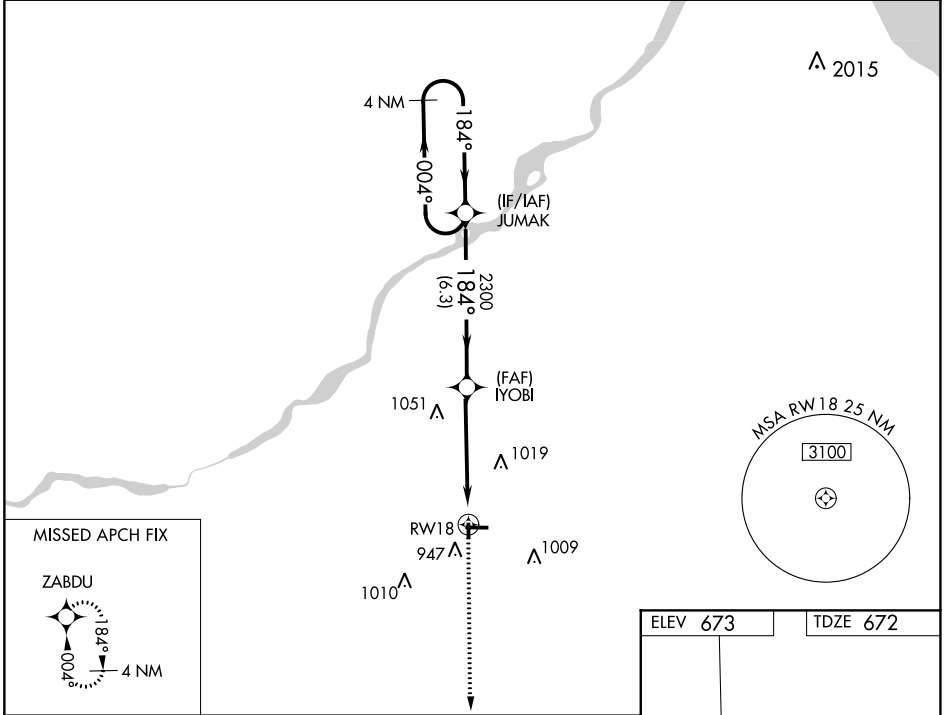 2015
4 NM
184°
004°
(IF/IAF)
JUMAK
2300
184°
(6.3)
(FAF)
IYOBI
1051
1019
MSA RW18 25 NM
3100
RW18
947
1009
1010
MISSED APCH FIX
ZABDU
184°
004°
4 NM
ELEV 673
TDZE 672